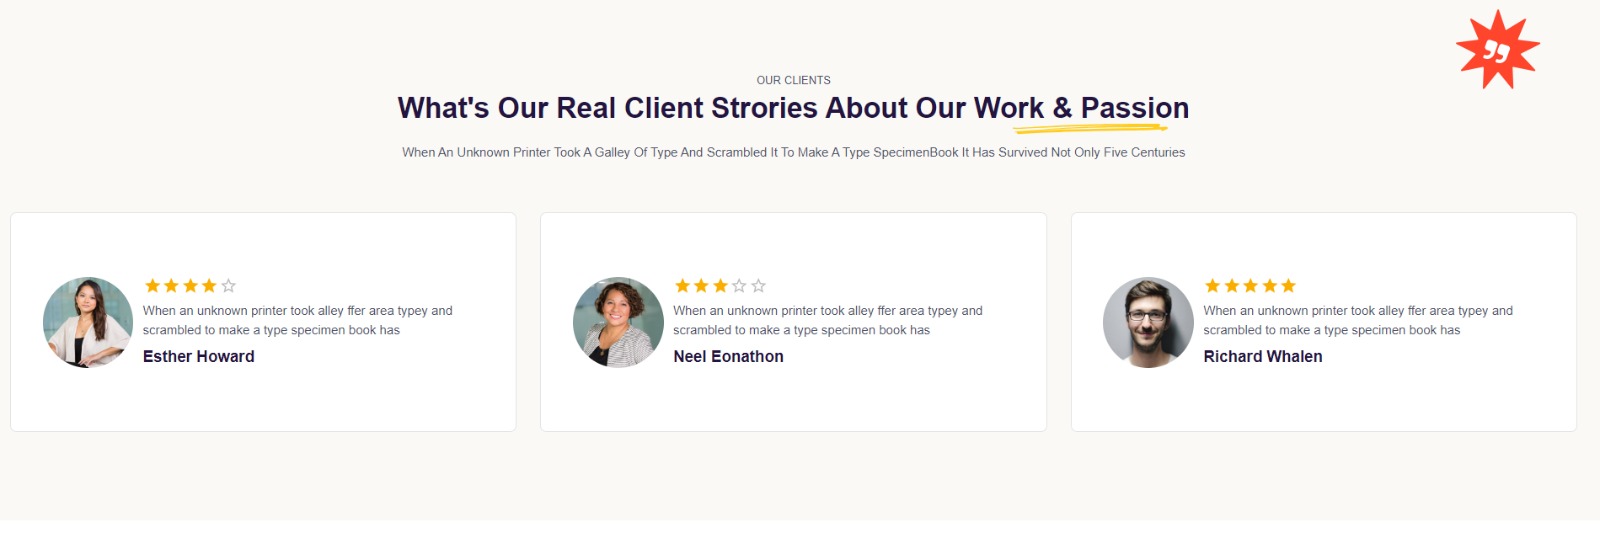 OUR CLIENTS
What's Our Real Client Strories About Our Work & Passion
When An Unknown Printer Took A Galley Of Type And Scrambled It To Make A Type SpecimenBook It Has Survived Not Only Five Centuries
When an unknown printer took alley ffer area typey and
scrambled to make a type specimen book has
Esther Howard
When an unknown printer took alley ffer area typey and
scrambled to make a type specimen book has
Neel Eonathon
When an unknown printer took alley ffer area typey and
scrambled to make a type specimen book has
Richard Whalen